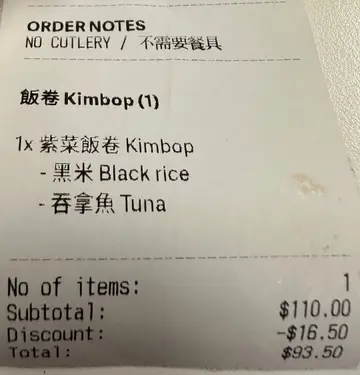 ORDER NOTES
NO CUTLERY / 不需要餐具
飯卷 Kimbop (1)
1x 紫菜飯卷 Kimbop
- 黑米 Black rice
- 吞拿魚 Tuna
No of items: 1
Subtotal: $110.00
Discount: -$16.50
Total: $93.50